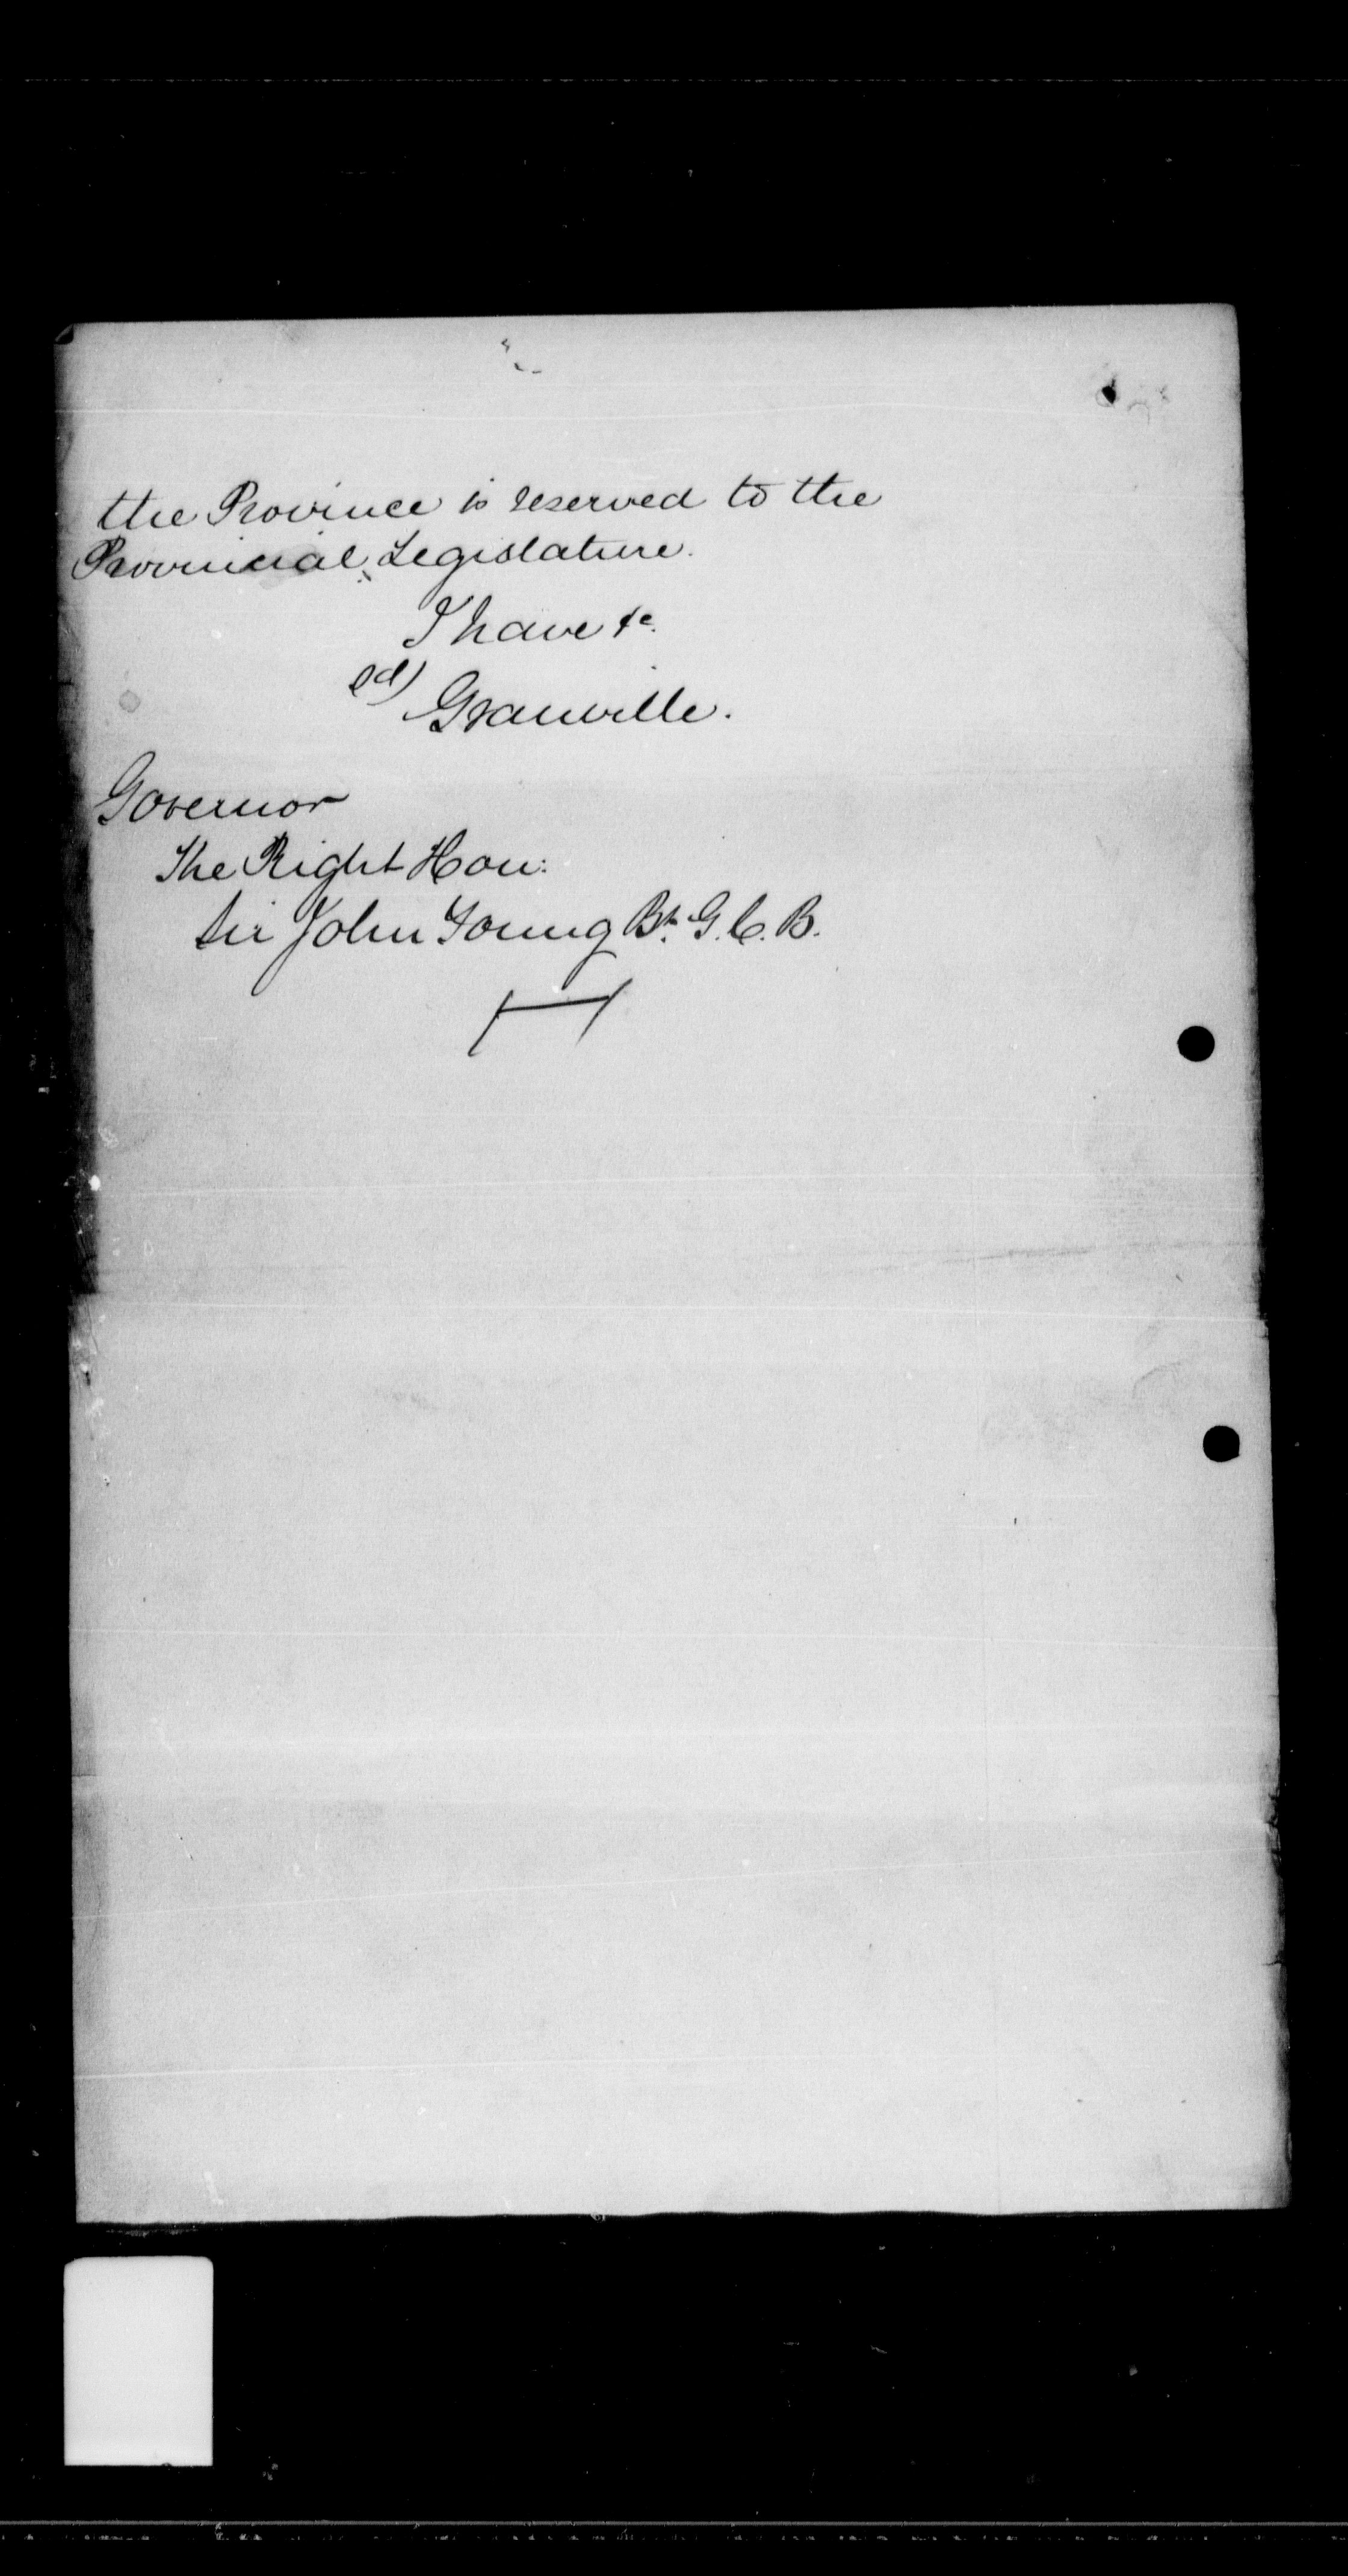 the Province is reserved to the
Provincial Legislature.
I have &c.
sd)
Granville.
Governor
The Right Hon:
Sir John Young Bt. G.C.B.